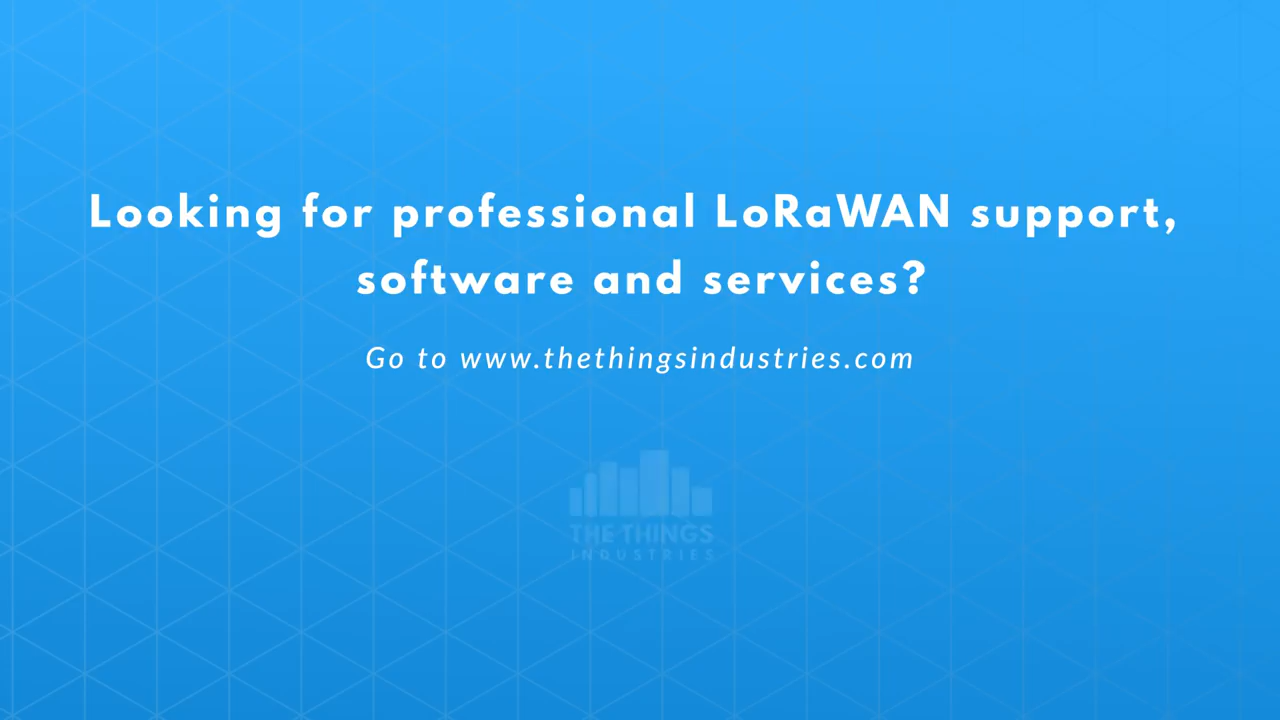 Looking for professional LoRaWAN support,
software and services?
Go to www.thethingsindustries.com
THE THINGS
INDUSTRIES